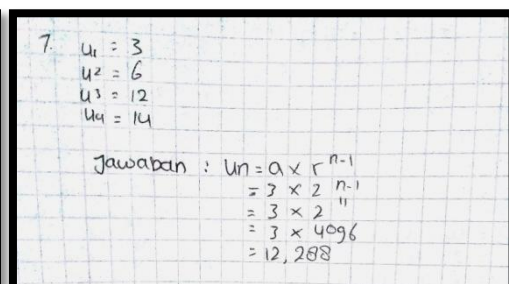 7. U1 = 3
U2 = 6
U3 = 12
U4 = 14
Jawaban : Un = a x r^n-1
= 3 x 2^n-1
= 3 x 2^11
= 3 x 4096
= 12,288